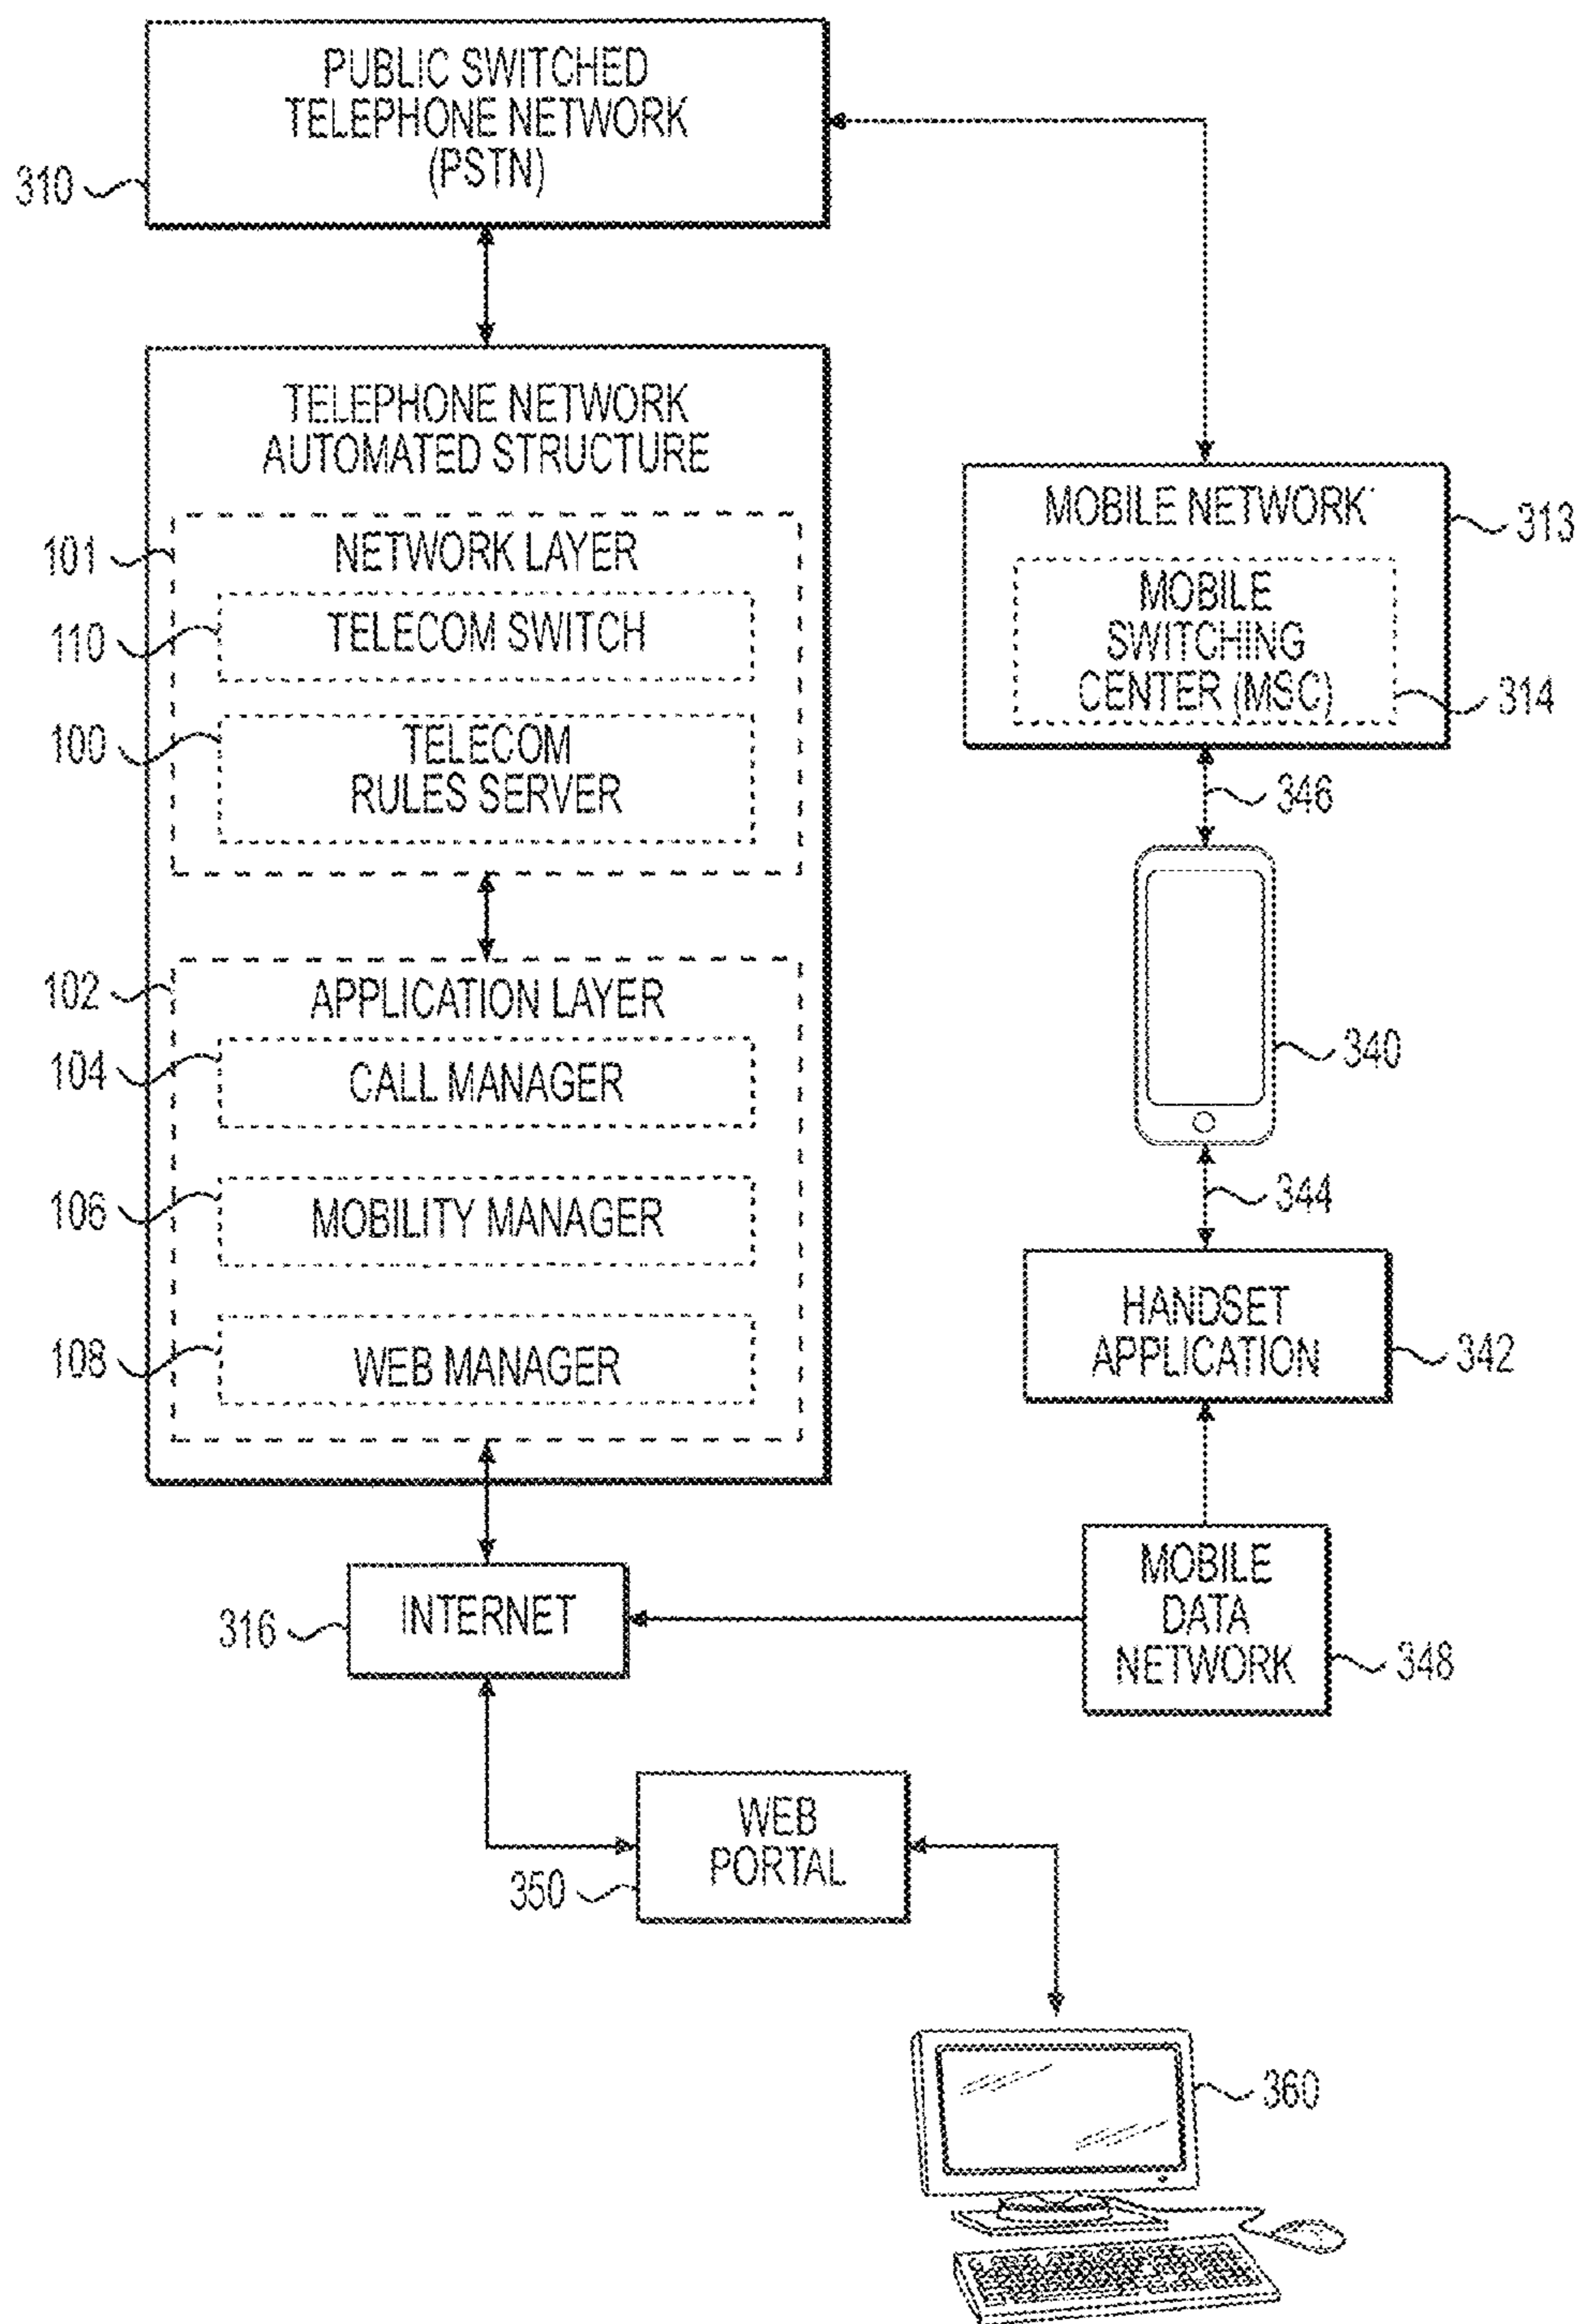 PUBLIC SWITCHED
TELEPHONE NETWORK
(PSTN)
310
TELEPHONE NETWORK
AUTOMATED STRUCTURE
101
NETWORK LAYER
110
TELECOM SWITCH
100
TELECOM
RULES SERVER
102
APPLICATION LAYER
104
CALL MANAGER
106
MOBILITY MANAGER
108
WEB MANAGER
MOBILE NETWORK
313
MOBILE
SWITCHING
CENTER (MSC)
314
346
340
344
HANDSET
APPLICATION
342
316
INTERNET
MOBILE
DATA
NETWORK
348
WEB
PORTAL
350
360